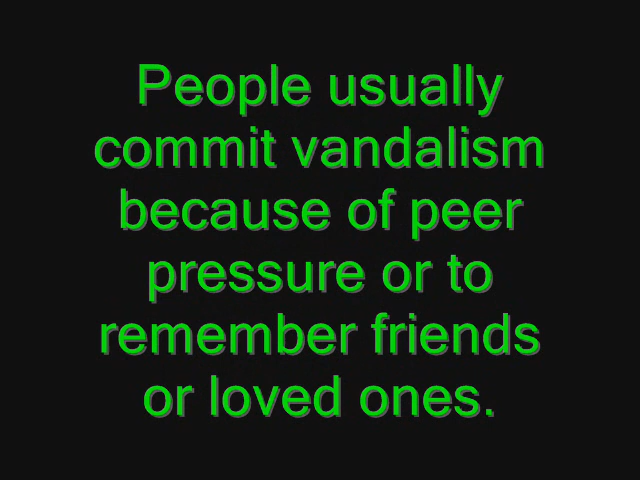 People usually
commit vandalism
because of peer
pressure or to
remember friends
or loved ones.